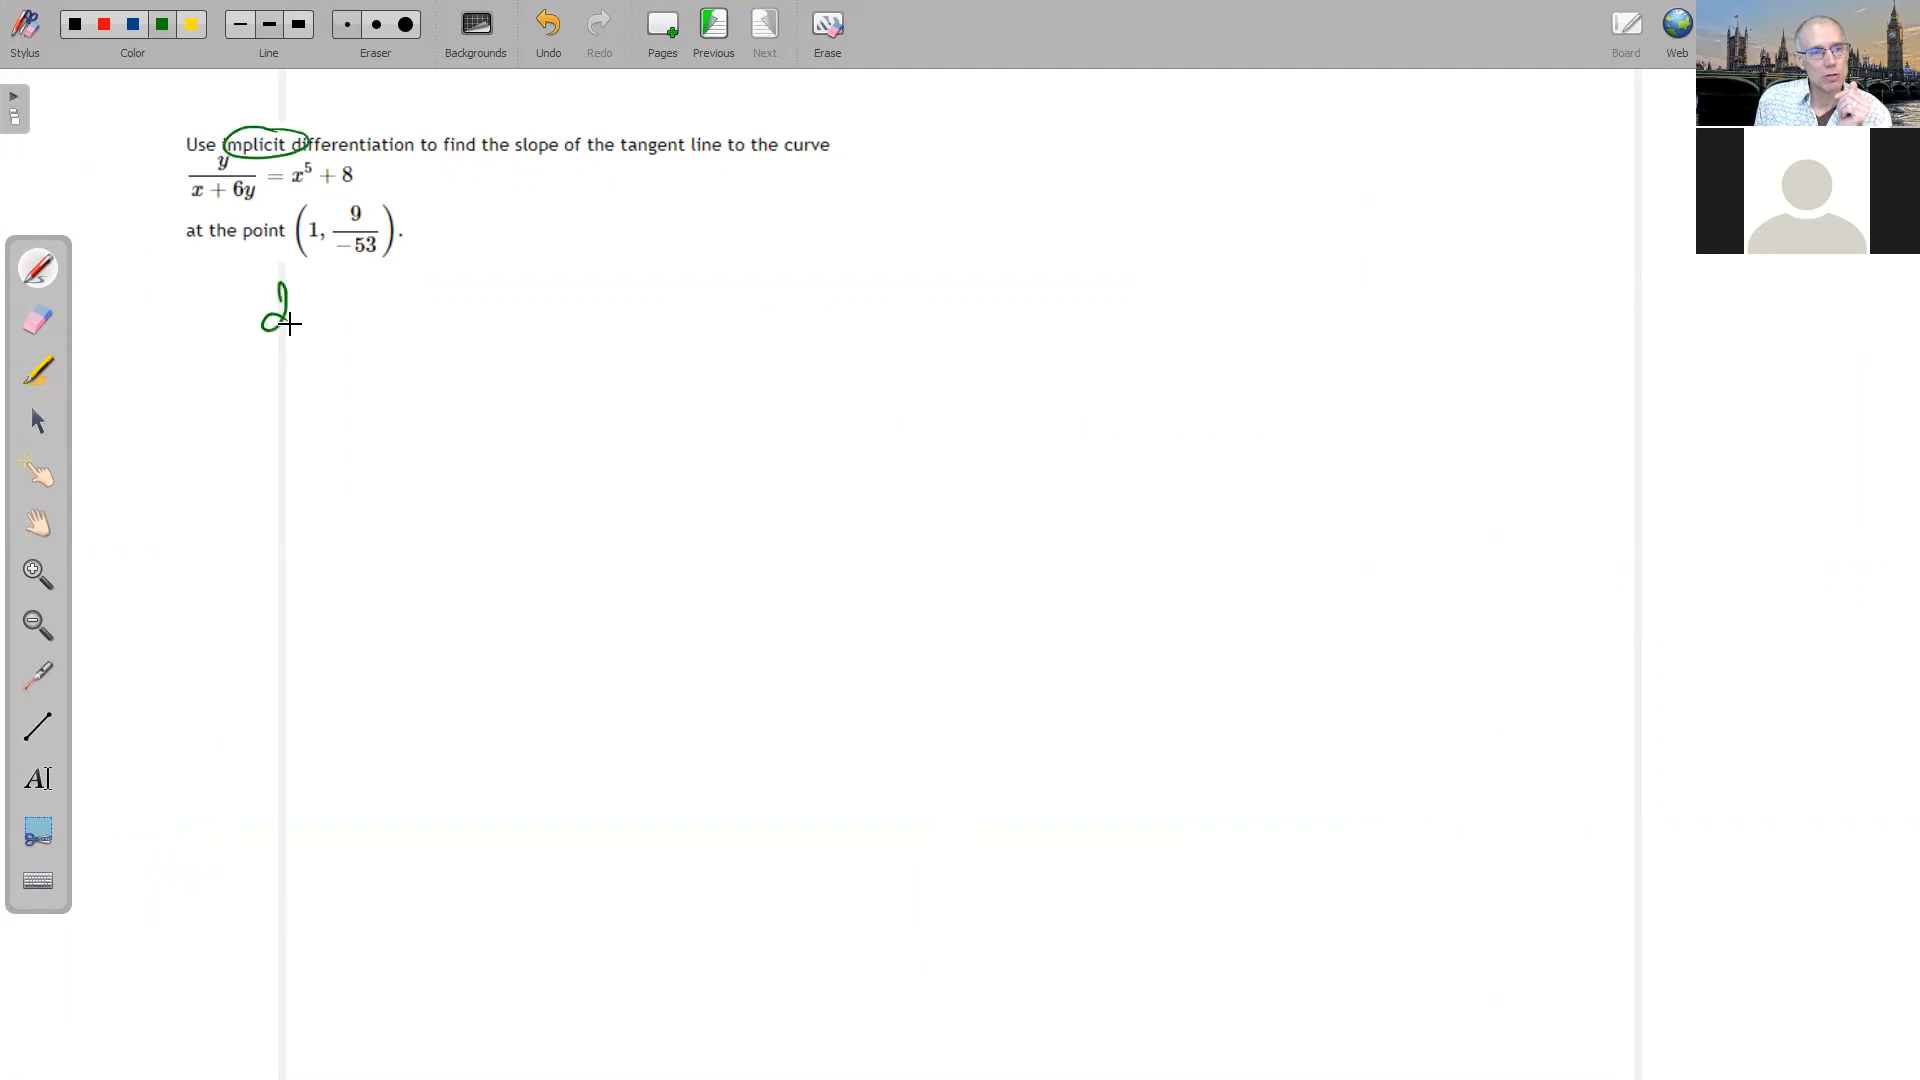 Stylus
Color
Line
Eraser
Backgrounds
Undo
Redo
Pages
Previous
Next
Erase
Board
Web
Use implicit differentiation to find the slope of the tangent line to the curve
y/(x + 6y) = x^5 + 8
at the point (1, 9/−53).
d
A